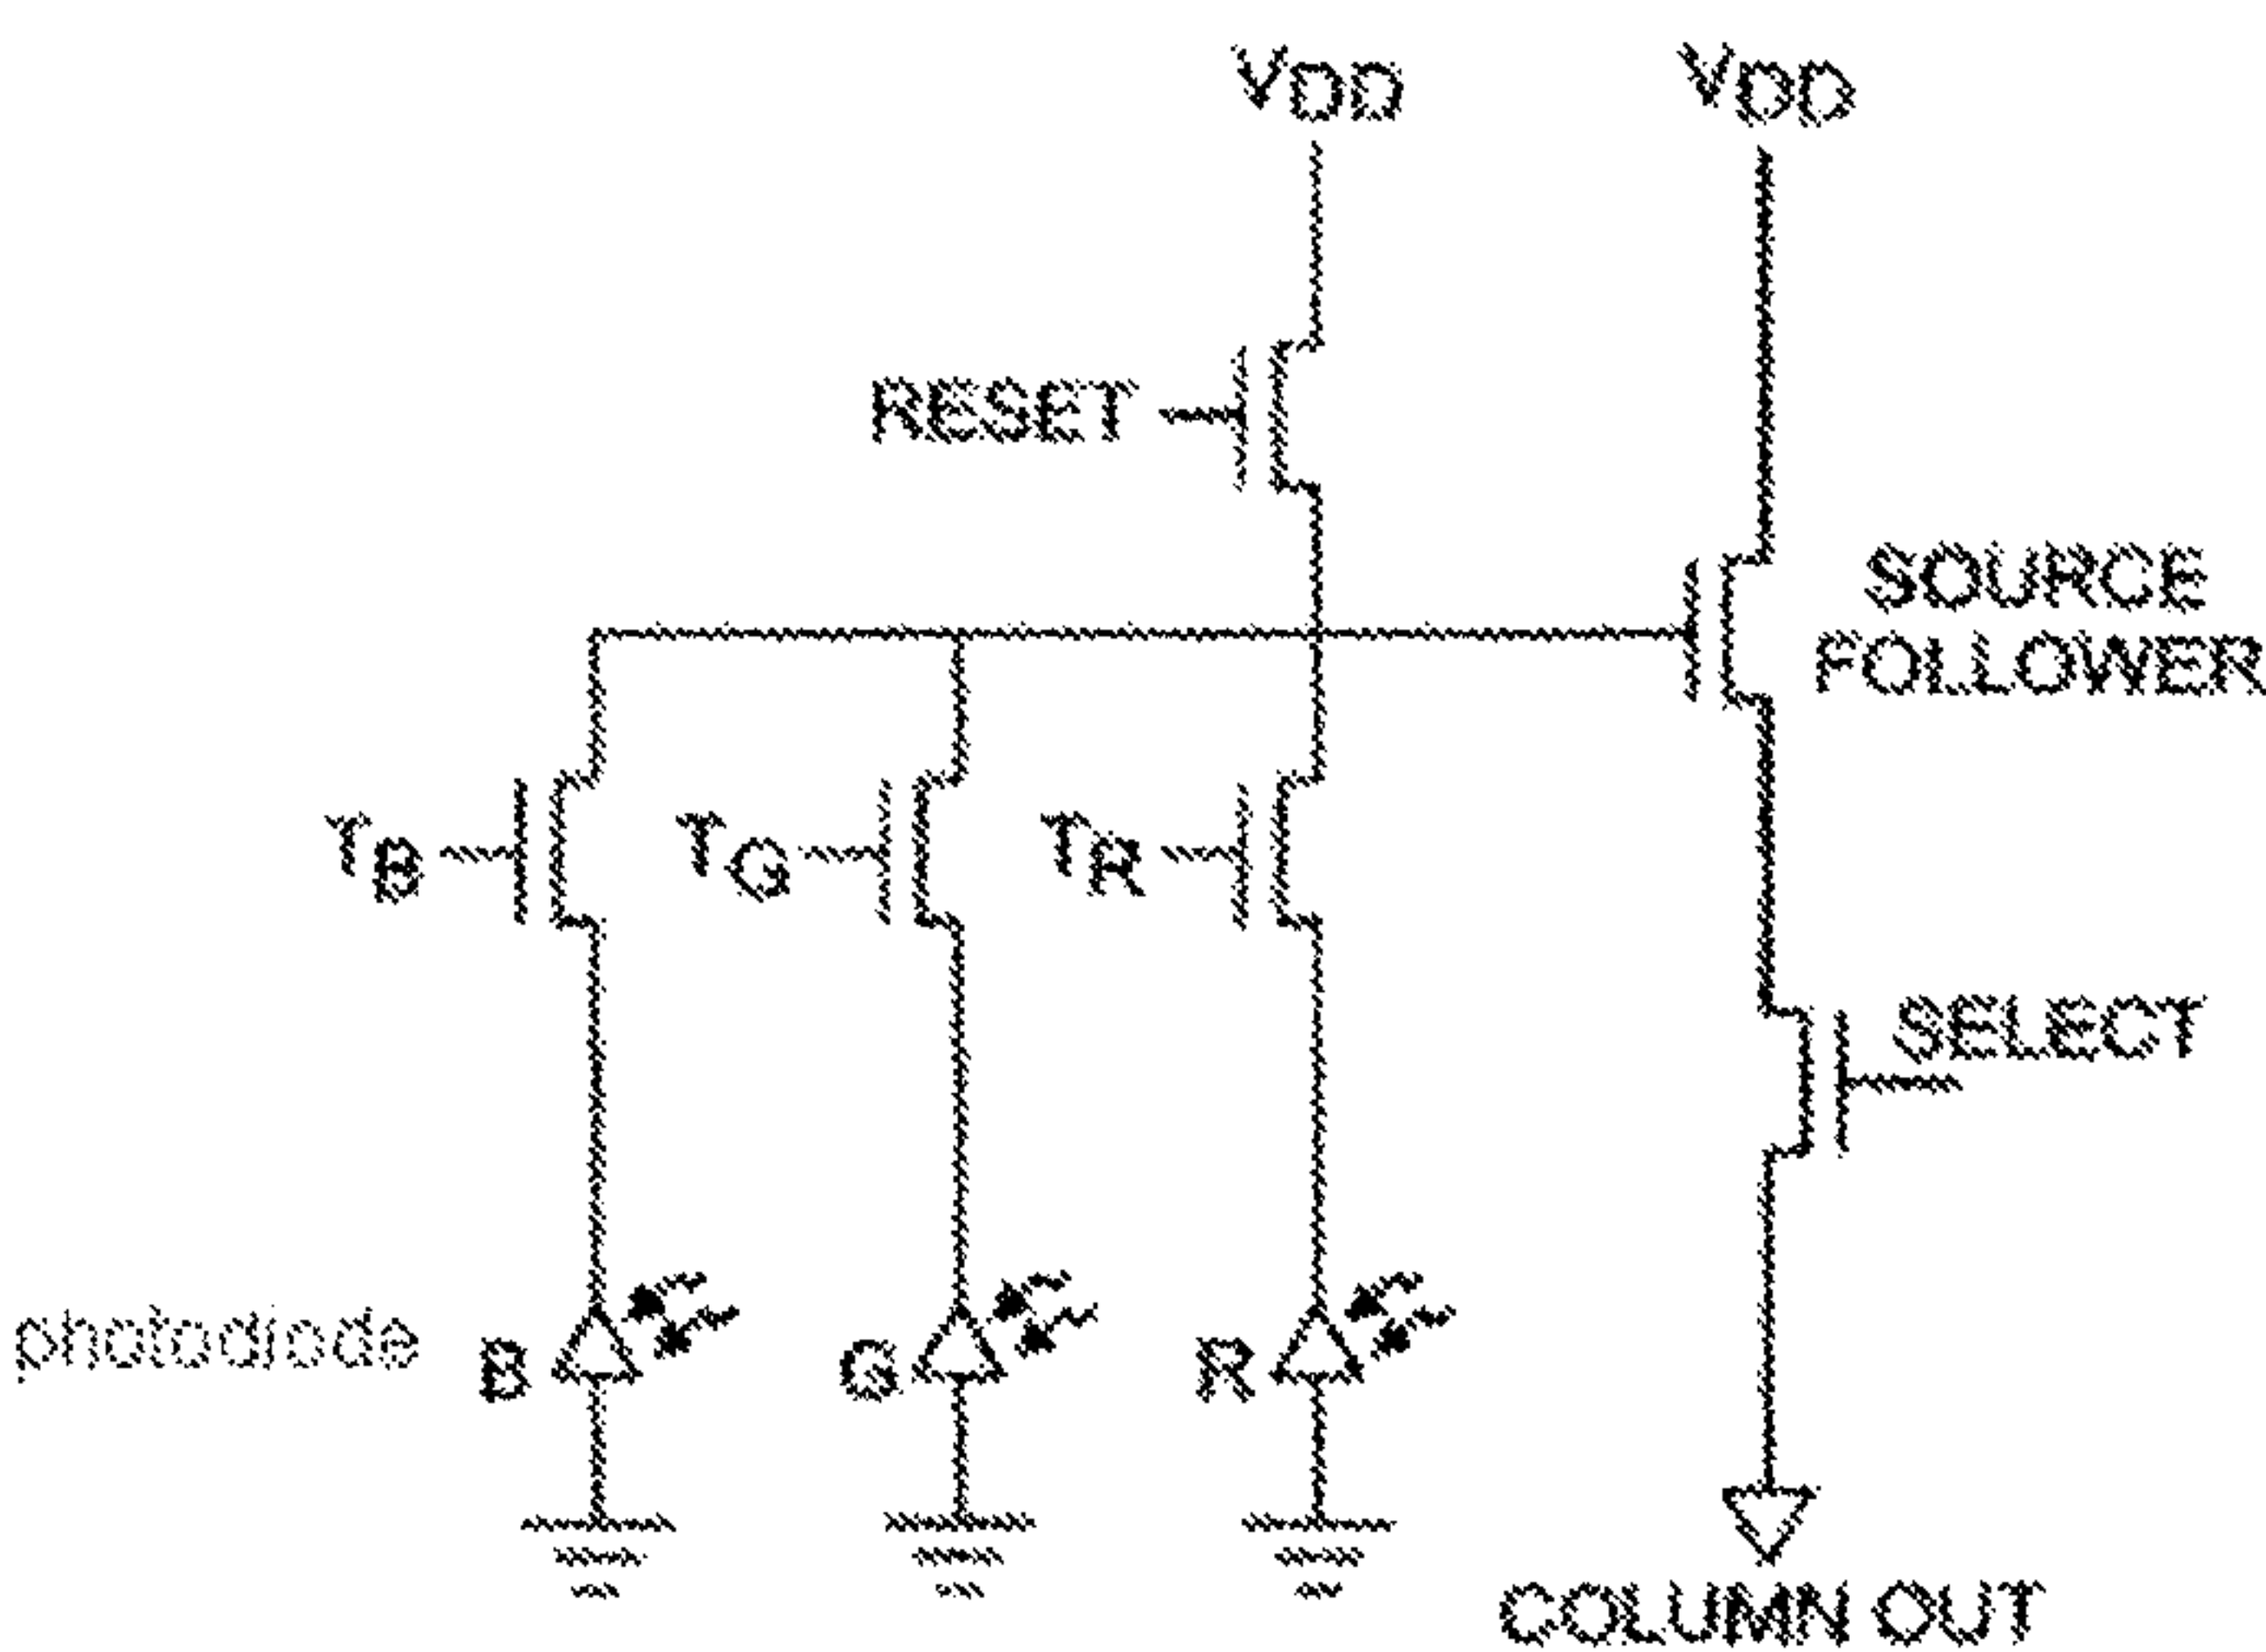 VDD
VDD
RESET
SOURCE
FOLLOWER
TB
TG
TR
SELECT
photodiode
B
G
R
COLUMN OUT